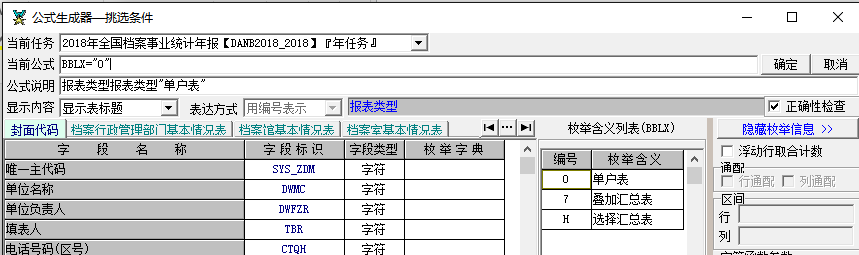 公式生成器—挑选条件
当前任务 2018年全国档案事业统计年报【DANB2018_2018】『年任务』
当前公式 BBLX="0" 确定 取消
公式说明 报表类型报表类型"单户表"
显示内容 显示表标题 表达方式 用编号表示 报表类型 正确性检查
封面代码 档案行政管理部门基本情况表 档案馆基本情况表 档案室基本情况表 ... 枚举含义列表(BBLX) 隐藏枚举信息 >>
字段名称 字段标识 字段类型 枚举字典 编号 枚举含义 浮动行取合计数
唯一主代码 SYS_ZDM 字符 0 单户表 通配
行通配 列通配
单位名称 DWMC 字符 7 叠加汇总表 区间
单位负责人 DWFZR 字符 H 选择汇总表 行
填表人 TBR 字符 列
电话号码(区号) CTQH 字符